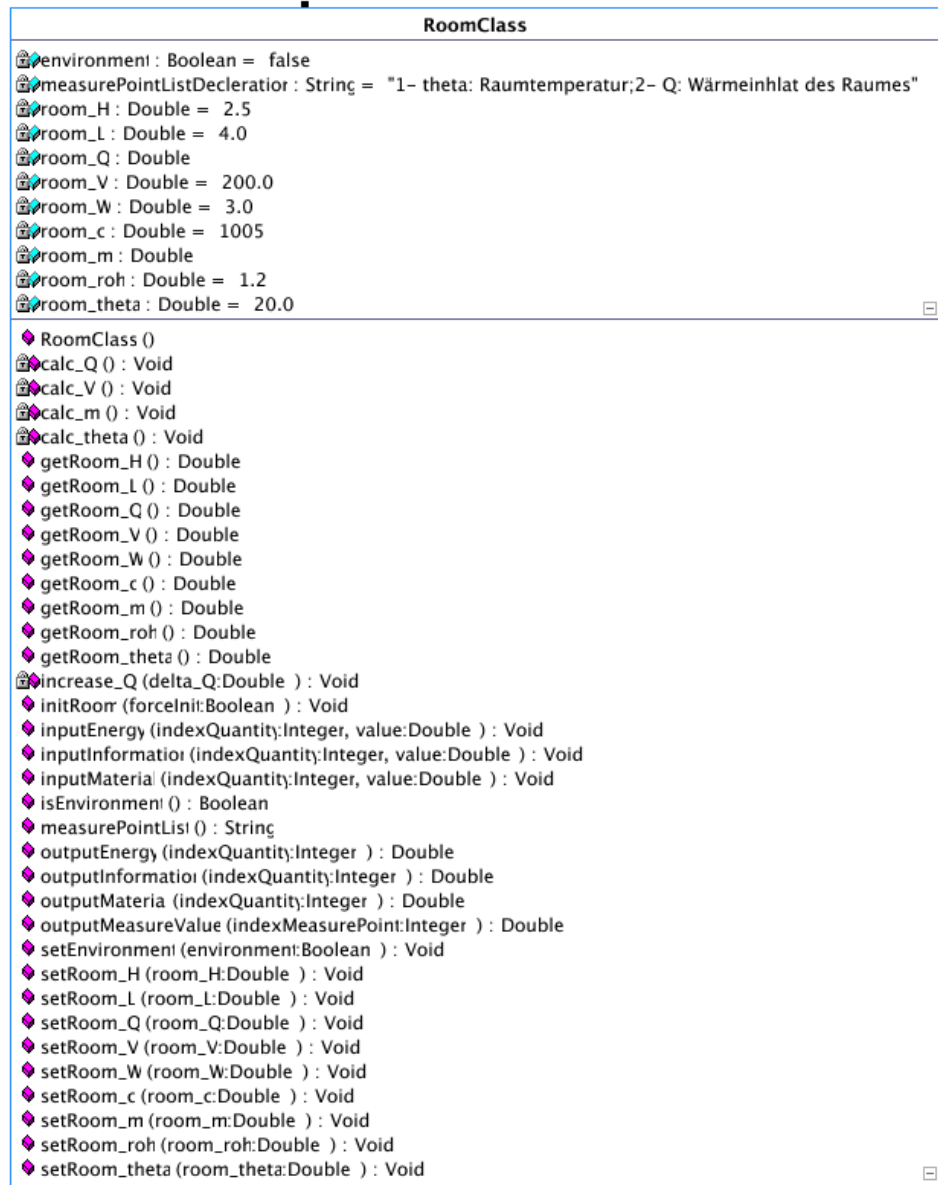 RoomClass
environment : Boolean = false
measurePointListDecleration : String = "1- theta: Raumtemperatur;2- Q: Wärmeinhlat des Raumes"
room_H : Double = 2.5
room_L : Double = 4.0
room_Q : Double
room_V : Double = 200.0
room_W : Double = 3.0
room_c : Double = 1005
room_m : Double
room_roh : Double = 1.2
room_theta : Double = 20.0
RoomClass ()
calc_Q () : Void
calc_V () : Void
calc_m () : Void
calc_theta () : Void
getRoom_H () : Double
getRoom_L () : Double
getRoom_Q () : Double
getRoom_V () : Double
getRoom_W () : Double
getRoom_c () : Double
getRoom_m () : Double
getRoom_roh () : Double
getRoom_theta () : Double
increase_Q (delta_Q:Double ) : Void
initRoom (forceInit:Boolean ) : Void
inputEnergy (indexQuantity:Integer, value:Double ) : Void
inputInformation (indexQuantity:Integer, value:Double ) : Void
inputMaterial (indexQuantity:Integer, value:Double ) : Void
isEnvironment () : Boolean
measurePointList () : String
outputEnergy (indexQuantity:Integer ) : Double
outputInformation (indexQuantity:Integer ) : Double
outputMaterial (indexQuantity:Integer ) : Double
outputMeasureValue (indexMeasurePoint:Integer ) : Double
setEnvironment (environment:Boolean ) : Void
setRoom_H (room_H:Double ) : Void
setRoom_L (room_L:Double ) : Void
setRoom_Q (room_Q:Double ) : Void
setRoom_V (room_V:Double ) : Void
setRoom_W (room_W:Double ) : Void
setRoom_c (room_c:Double ) : Void
setRoom_m (room_m:Double ) : Void
setRoom_roh (room_roh:Double ) : Void
setRoom_theta (room_theta:Double ) : Void